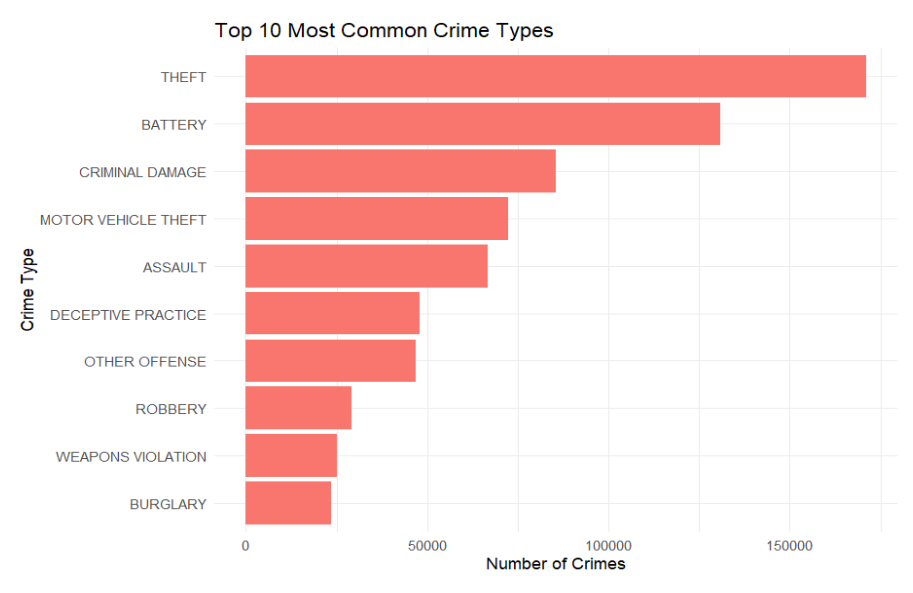 Top 10 Most Common Crime Types
THEFT
BATTERY
CRIMINAL DAMAGE
MOTOR VEHICLE THEFT
ASSAULT
DECEPTIVE PRACTICE
OTHER OFFENSE
ROBBERY
WEAPONS VIOLATION
BURGLARY
Crime Type
0 50000 100000 150000
Number of Crimes